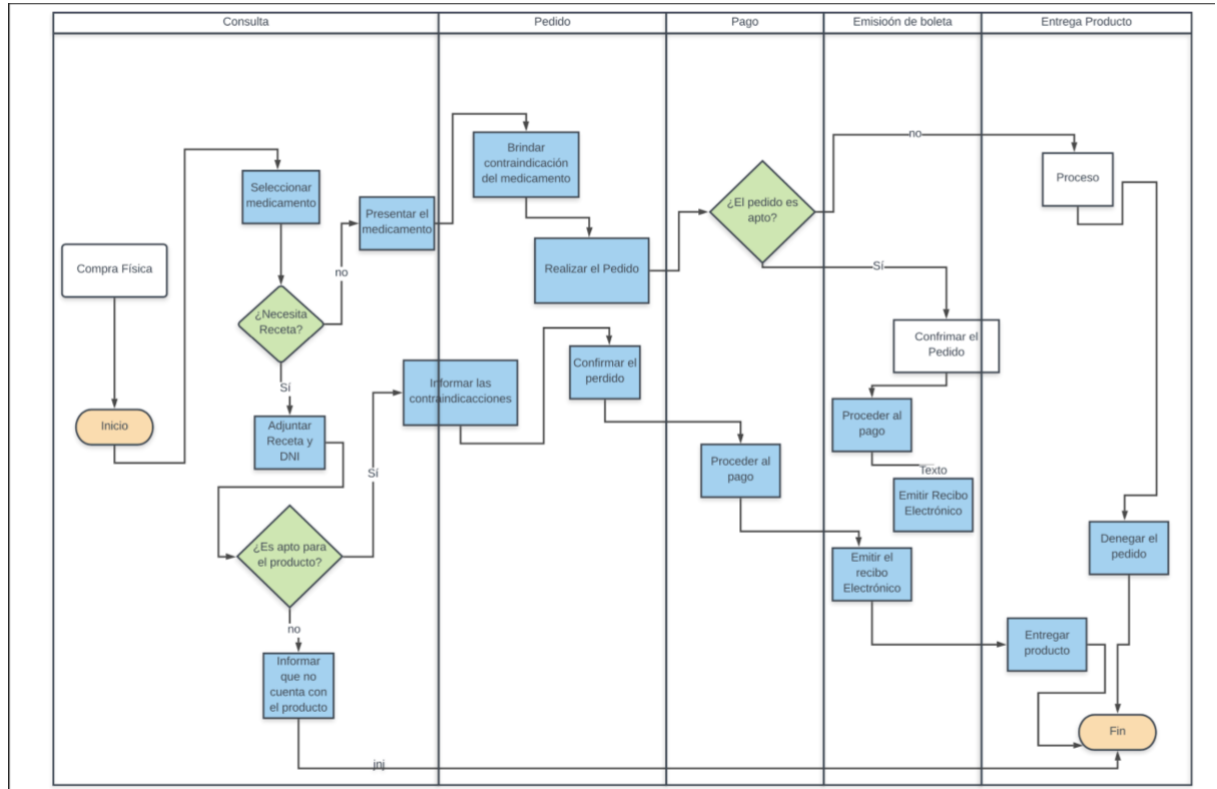 Consulta
Pedido
Pago
Emisioón de boleta
Entrega Producto
Compra Física
Inicio
Seleccionar
medicamento
¿Necesita
Receta?
no
Presentar el
medicamento
Sí
Adjuntar
Receta y
DNI
¿Es apto para
el producto?
Sí
no
Informar
que no
cuenta con
el producto
jnj
Informar las
contraindicacciones
Brindar
contraindicación
del medicamento
Realizar el Pedido
Confirmar el
perdido
¿El pedido es
apto?
no
Sí
Proceder al
pago
Confrimar el
Pedido
Proceder al
pago
Texto
Emitir Recibo
Electrónico
Emitir el
recibo
Electrónico
Proceso
Denegar el
pedido
Entregar
producto
Fin